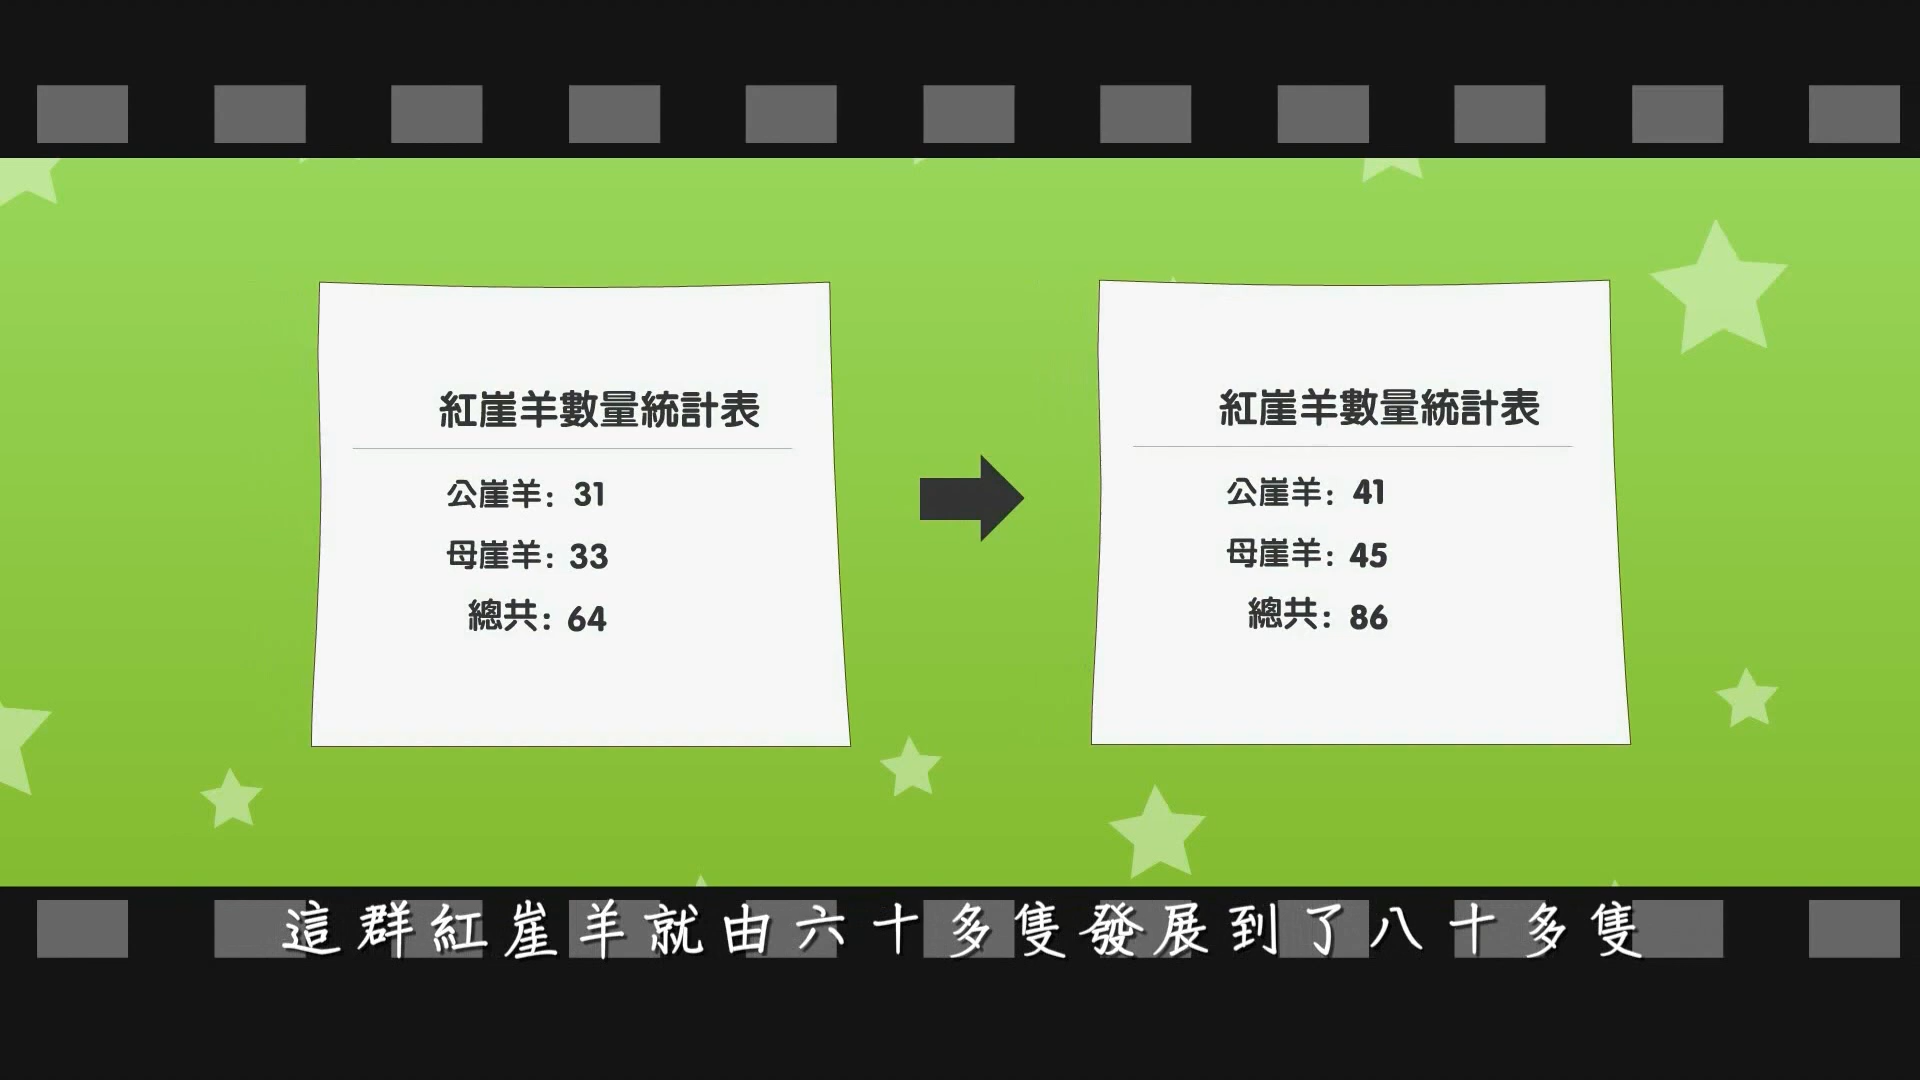 紅崖羊數量統計表
公崖羊: 31
母崖羊: 33
總共: 64
紅崖羊數量統計表
公崖羊: 41
母崖羊: 45
總共: 86
這群紅崖羊就由六十多隻發展到了八十多隻